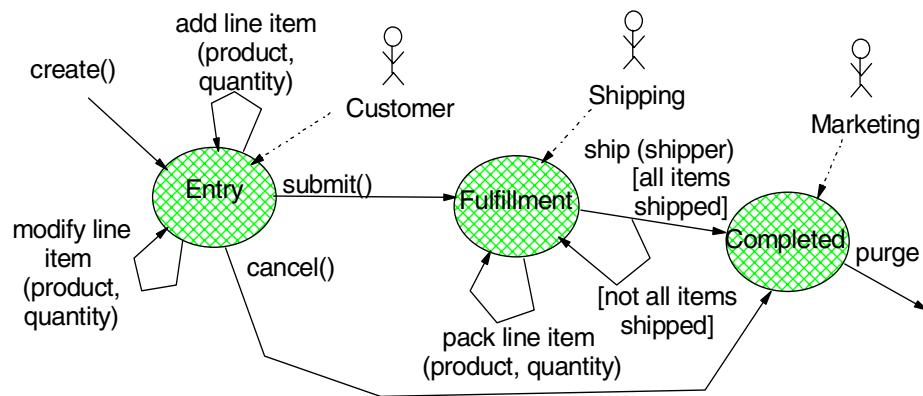 add line item
(product,
quantity)
create()
Customer
Shipping
Marketing
ship (shipper)
[all items
shipped]
Entry
submit()
Fulfillment
modify line
item
(product,
quantity)
cancel()
Completed
purge
[not all items
shipped]
pack line item
(product, quantity)